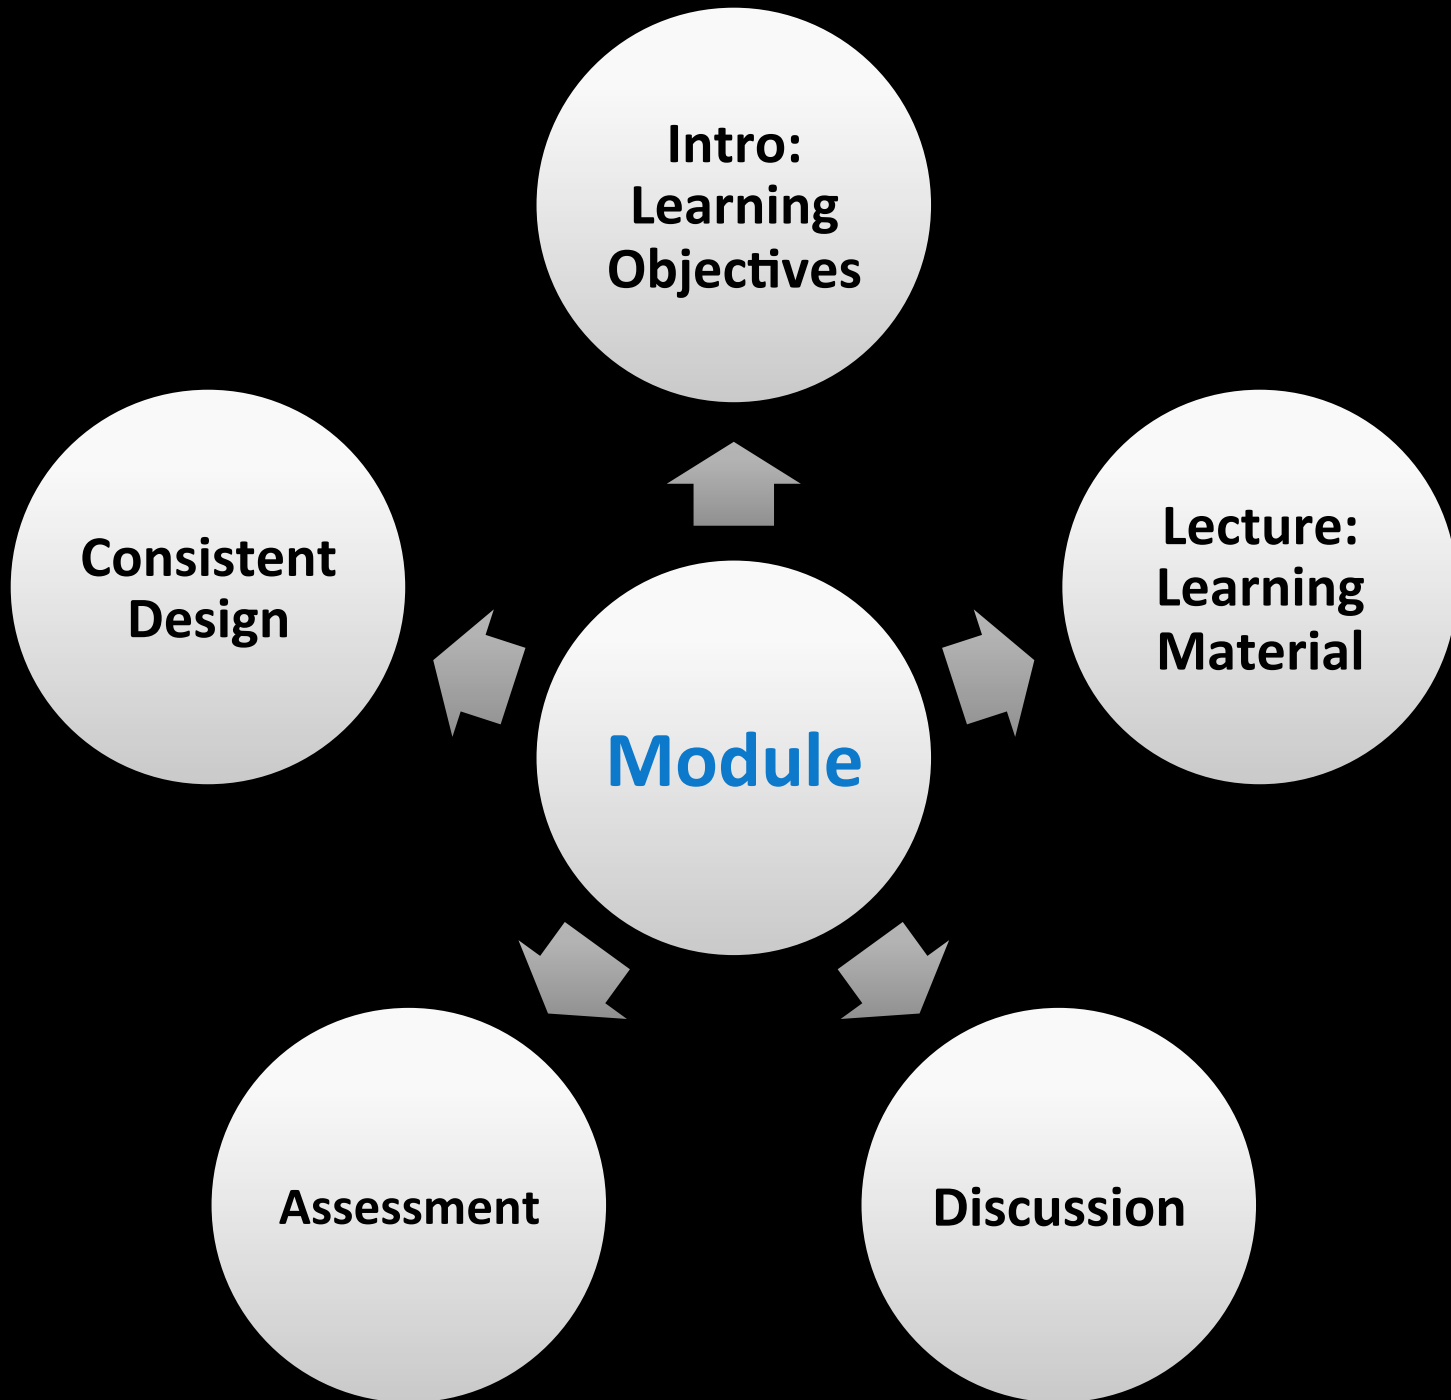 Intro:
Learning
Objectives
Consistent
Design
Lecture:
Learning
Material
Module
Assessment
Discussion